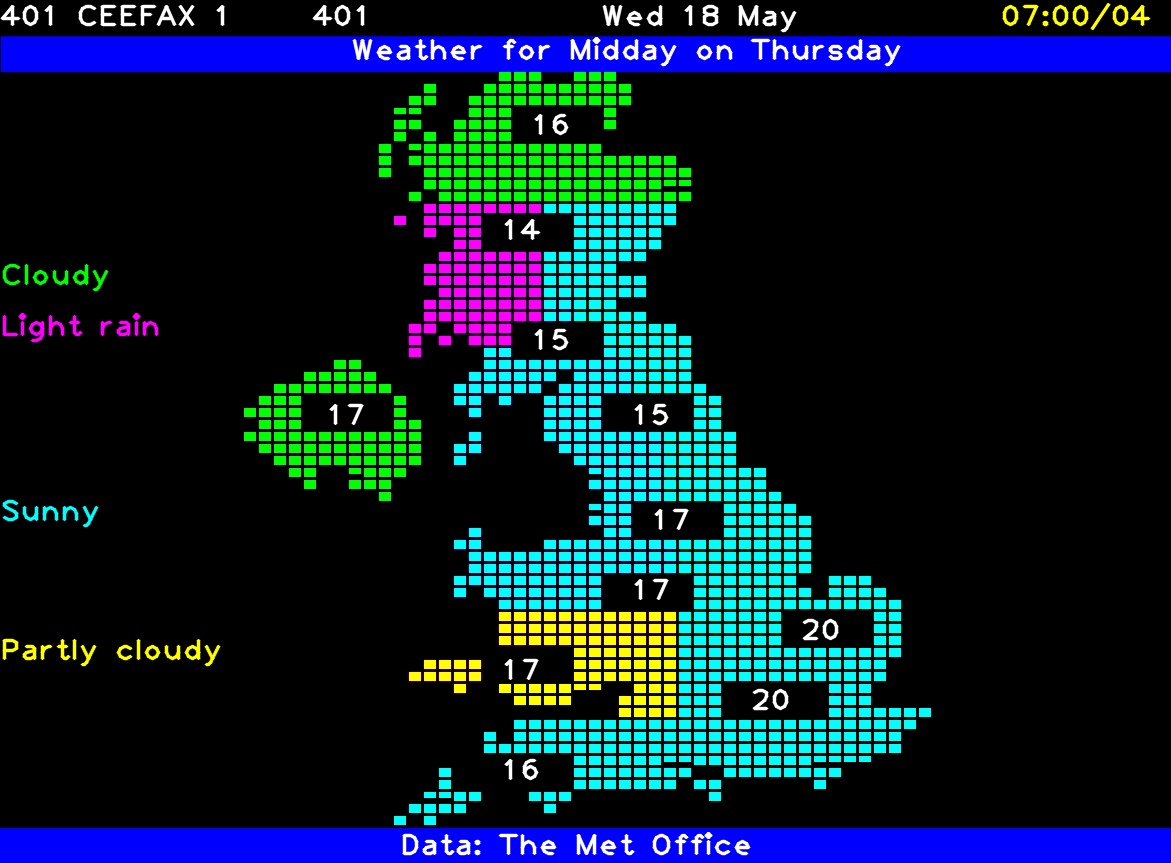 401 CEEFAX 1 401 Wed 18 May 07:00/04
Weather for Midday on Thursday
16
14
Cloudy
Light rain
15
17 15
Sunny
17
17
20
Partly cloudy
17
20
16
Data: The Met Office